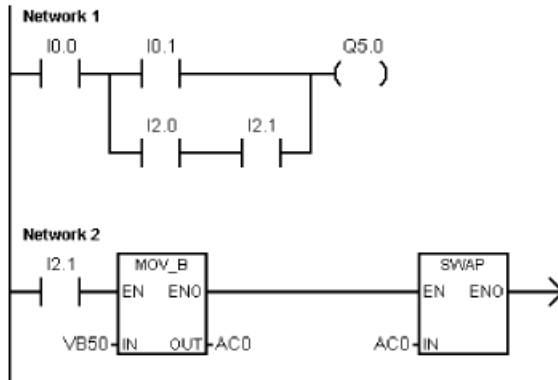 Network 1
I0.0 I0.1 Q5.0
I2.0 I2.1
Network 2
I2.1 MOV_B SWAP
EN ENO EN ENO
VB50 IN OUT AC0 AC0 IN